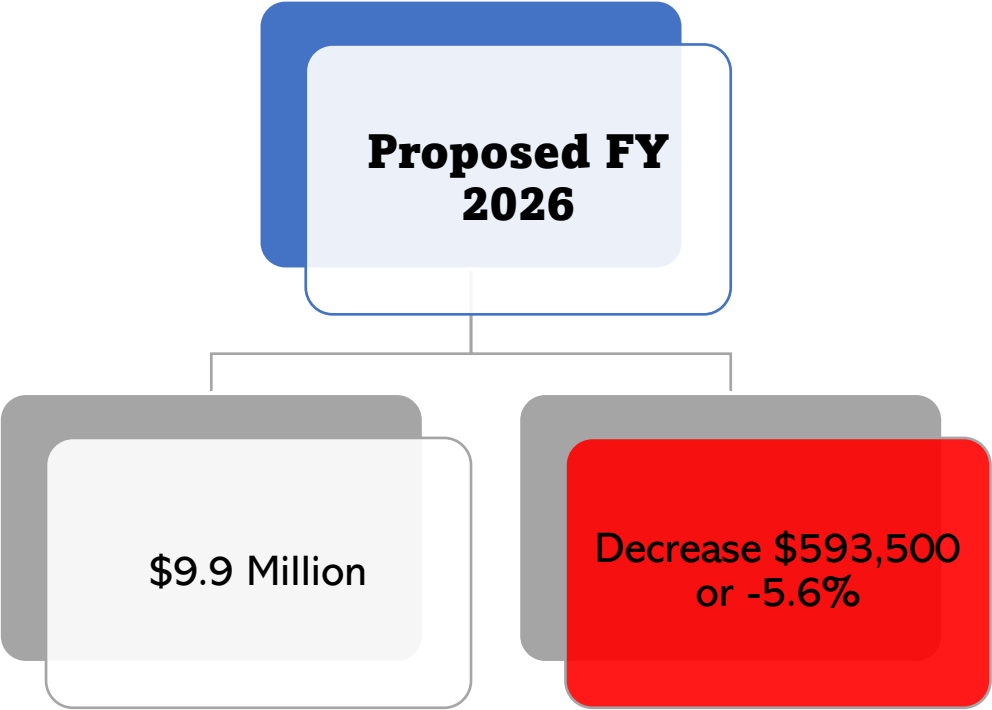 Proposed FY
2026
$9.9 Million
Decrease $593,500
or -5.6%